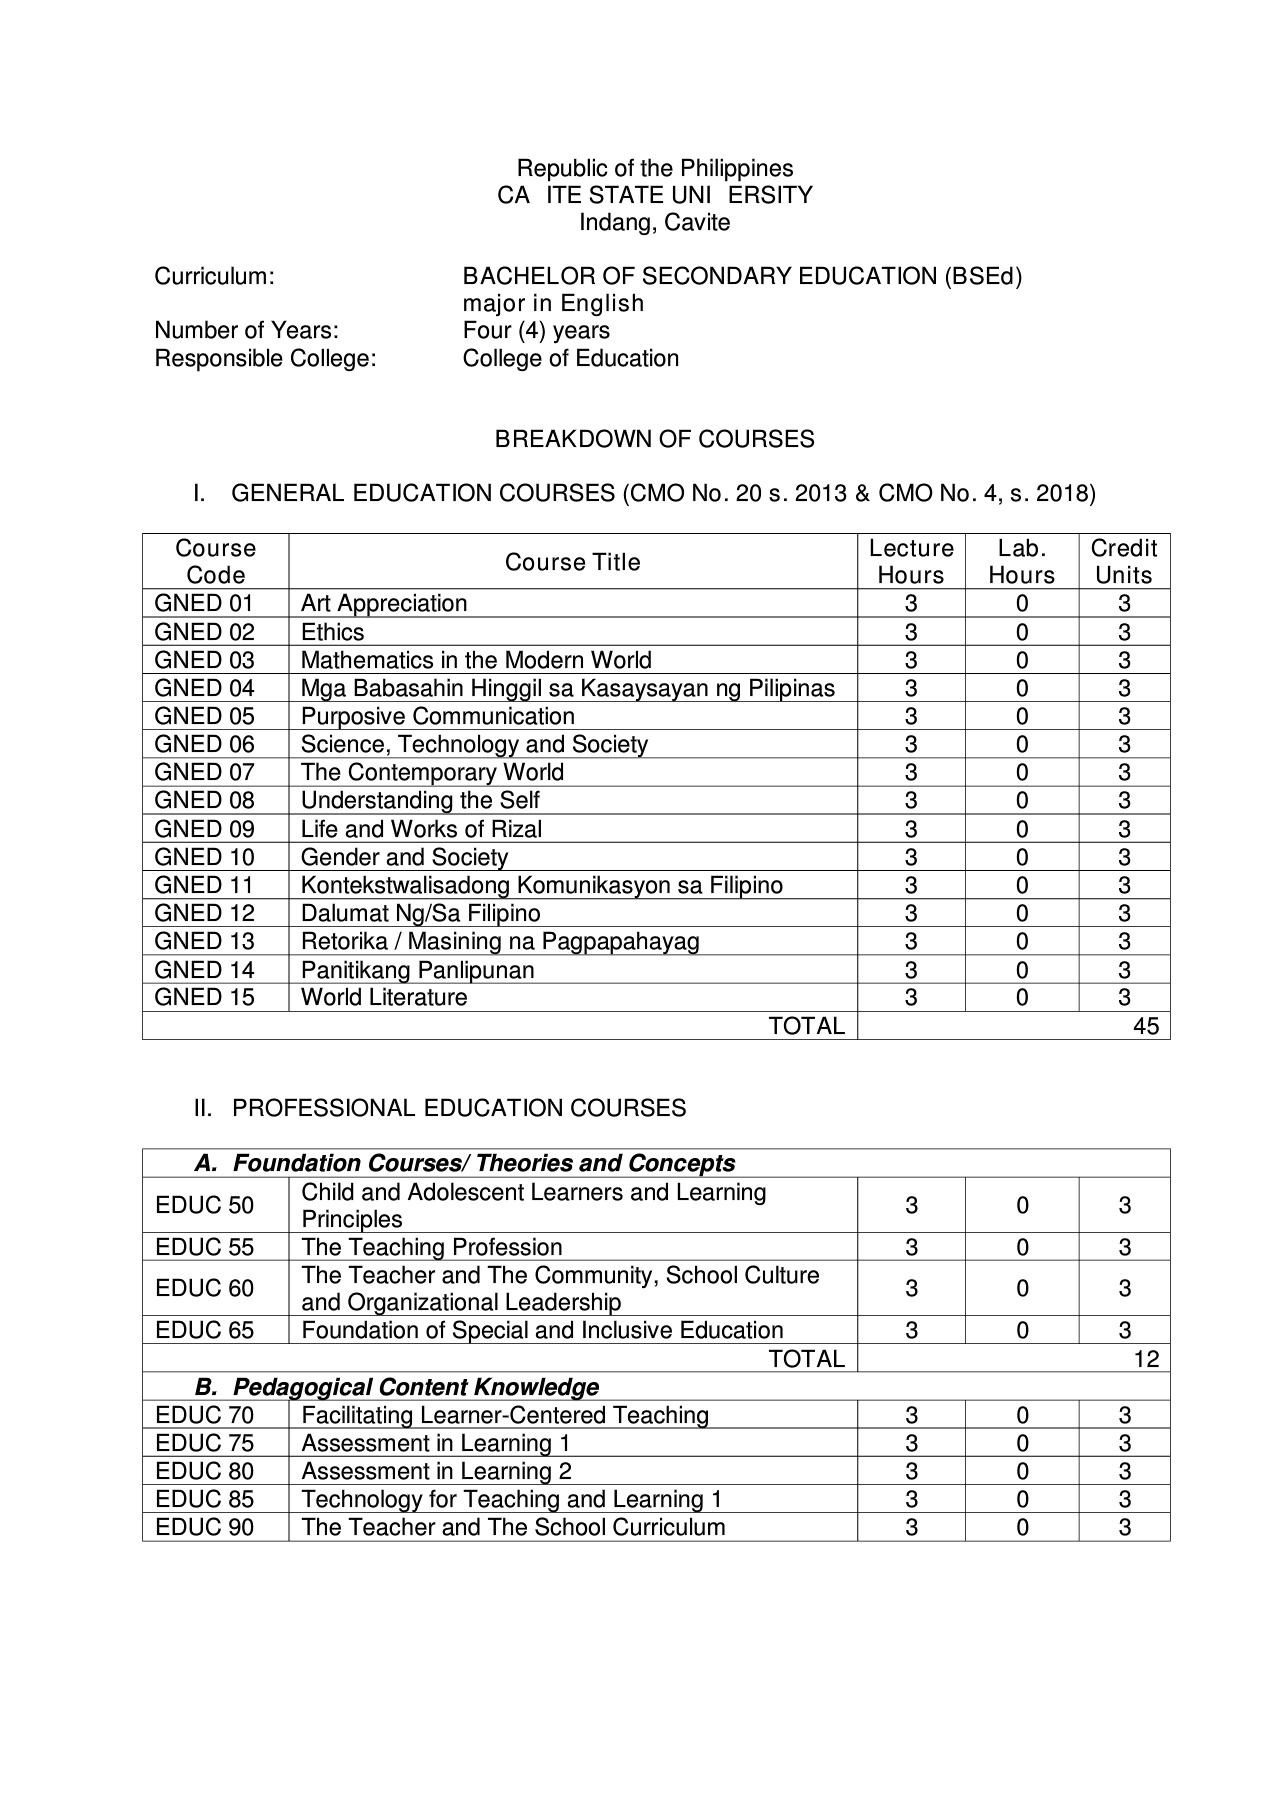 Republic of the Philippines
CA ITE STATE UNI ERSITY
Indang, Cavite
Curriculum: BACHELOR OF SECONDARY EDUCATION (BSEd)
major in English
Number of Years: Four (4) years
Responsible College: College of Education
BREAKDOWN OF COURSES
I. GENERAL EDUCATION COURSES (CMO No. 20 s. 2013 & CMO No. 4, s. 2018)
Course Code Course Title Lecture Hours Lab. Hours Credit Units
GNED 01 Art Appreciation 3 0 3
GNED 02 Ethics 3 0 3
GNED 03 Mathematics in the Modern World 3 0 3
GNED 04 Mga Babasahin Hinggil sa Kasaysayan ng Pilipinas 3 0 3
GNED 05 Purposive Communication 3 0 3
GNED 06 Science, Technology and Society 3 0 3
GNED 07 The Contemporary World 3 0 3
GNED 08 Understanding the Self 3 0 3
GNED 09 Life and Works of Rizal 3 0 3
GNED 10 Gender and Society 3 0 3
GNED 11 Kontekstwalisadong Komunikasyon sa Filipino 3 0 3
GNED 12 Dalumat Ng/Sa Filipino 3 0 3
GNED 13 Retorika / Masining na Pagpapahayag 3 0 3
GNED 14 Panitikang Panlipunan 3 0 3
GNED 15 World Literature 3 0 3
TOTAL 45
II. PROFESSIONAL EDUCATION COURSES
A. Foundation Courses/ Theories and Concepts
EDUC 50 Child and Adolescent Learners and Learning Principles 3 0 3
EDUC 55 The Teaching Profession 3 0 3
EDUC 60 The Teacher and The Community, School Culture and Organizational Leadership 3 0 3
EDUC 65 Foundation of Special and Inclusive Education 3 0 3
TOTAL 12
B. Pedagogical Content Knowledge
EDUC 70 Facilitating Learner-Centered Teaching 3 0 3
EDUC 75 Assessment in Learning 1 3 0 3
EDUC 80 Assessment in Learning 2 3 0 3
EDUC 85 Technology for Teaching and Learning 1 3 0 3
EDUC 90 The Teacher and The School Curriculum 3 0 3